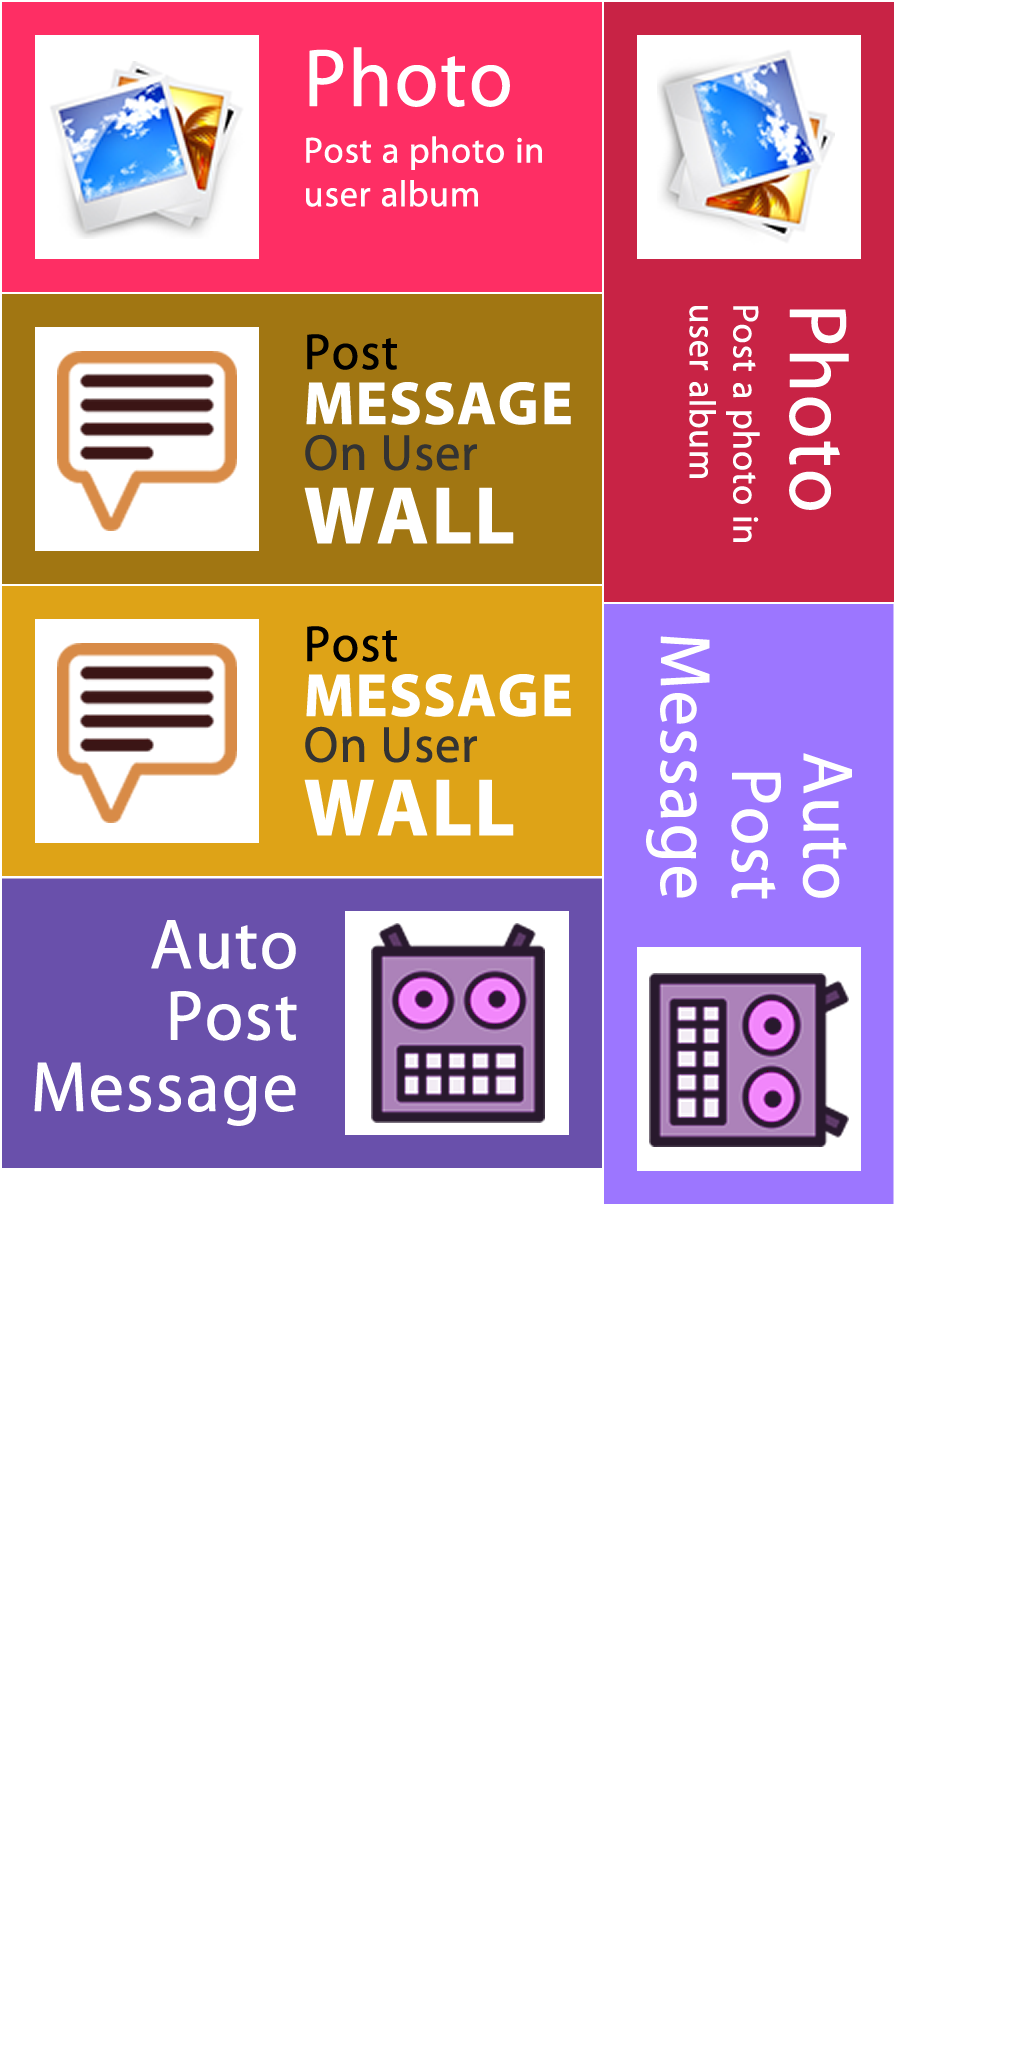 Photo
Post a photo in
user album
Post
MESSAGE
On User
WALL
Post
MESSAGE
On User
WALL
Auto
Post
Message
Photo
Post a photo in
user album
Auto
Post
Message